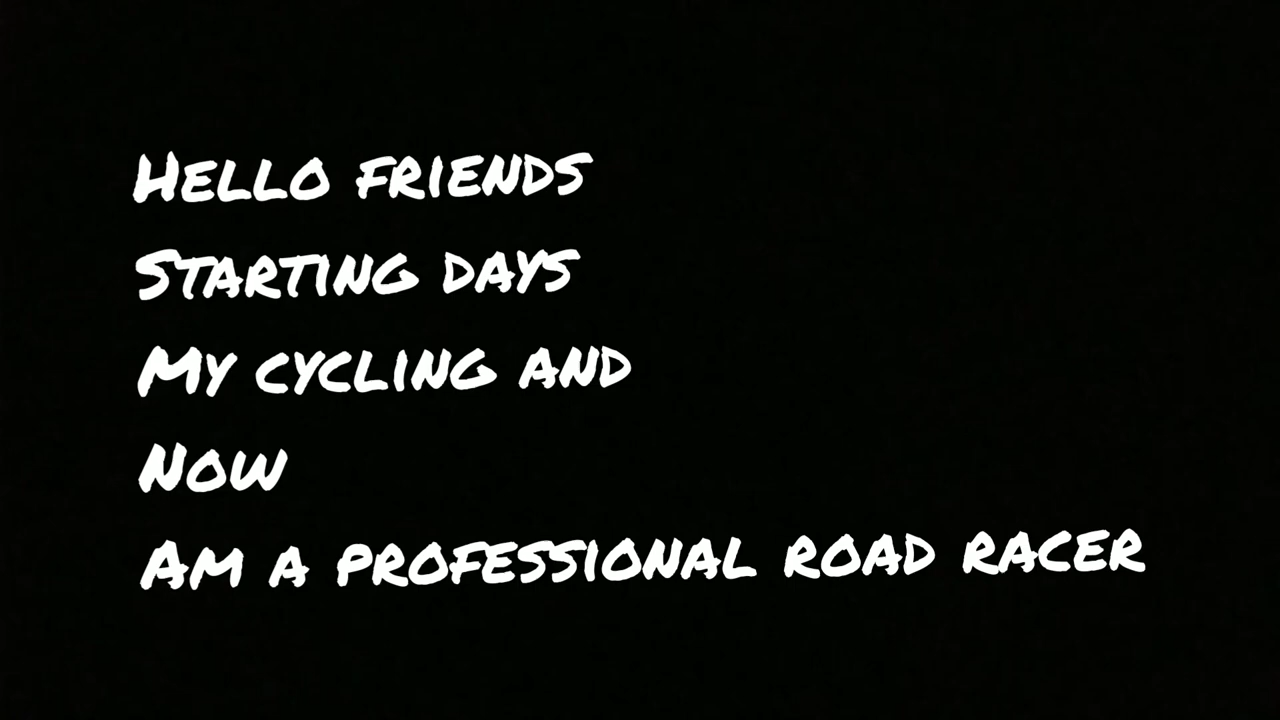 Hello friends
Starting days
My cycling and
Now
Am a professional road racer